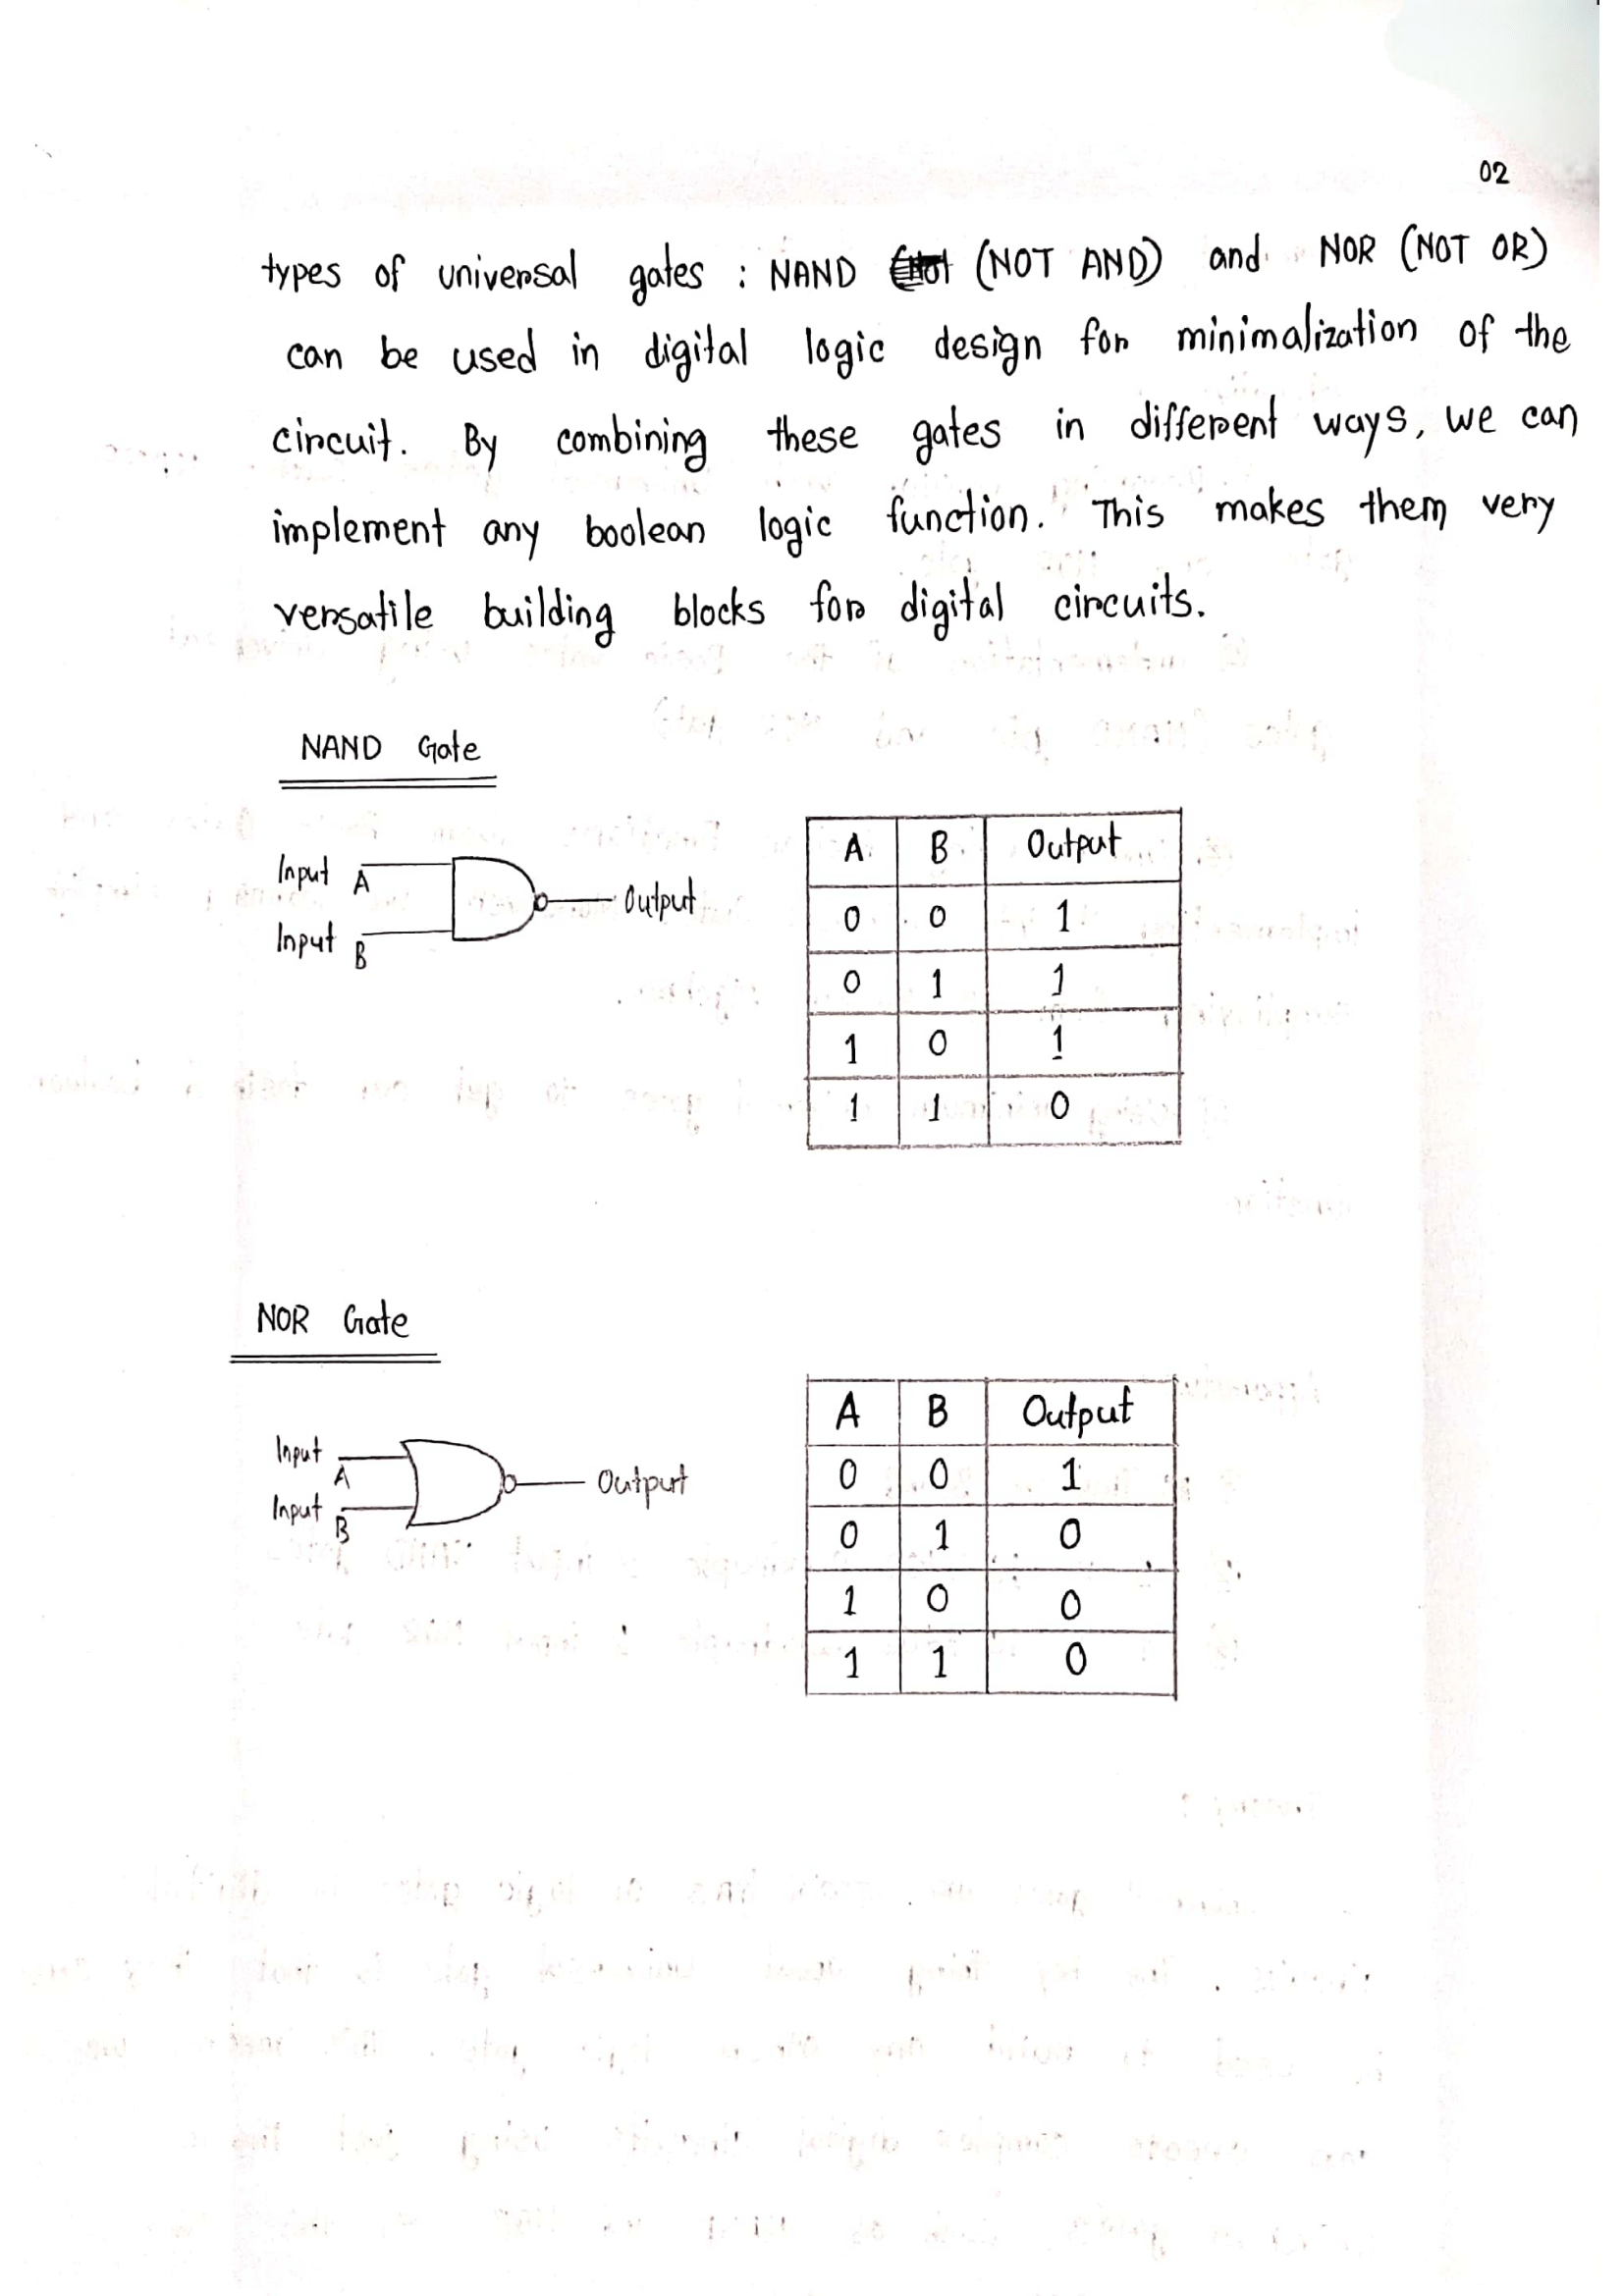 02
types of universal gates : NAND (NOT AND) and NOR (NOT OR)
can be used in digital logic design for minimalization of the
circuit. By combining these gates in different ways, we can
implement any boolean logic function. This makes them very
versatile building blocks for digital circuits.
NAND Gate
Input A
Input B
Output
A B Output
0 0 1
0 1 1
1 0 1
1 1 0
NOR Gate
Input A
Input B
Output
A B Output
0 0 1
0 1 0
1 0 0
1 1 0